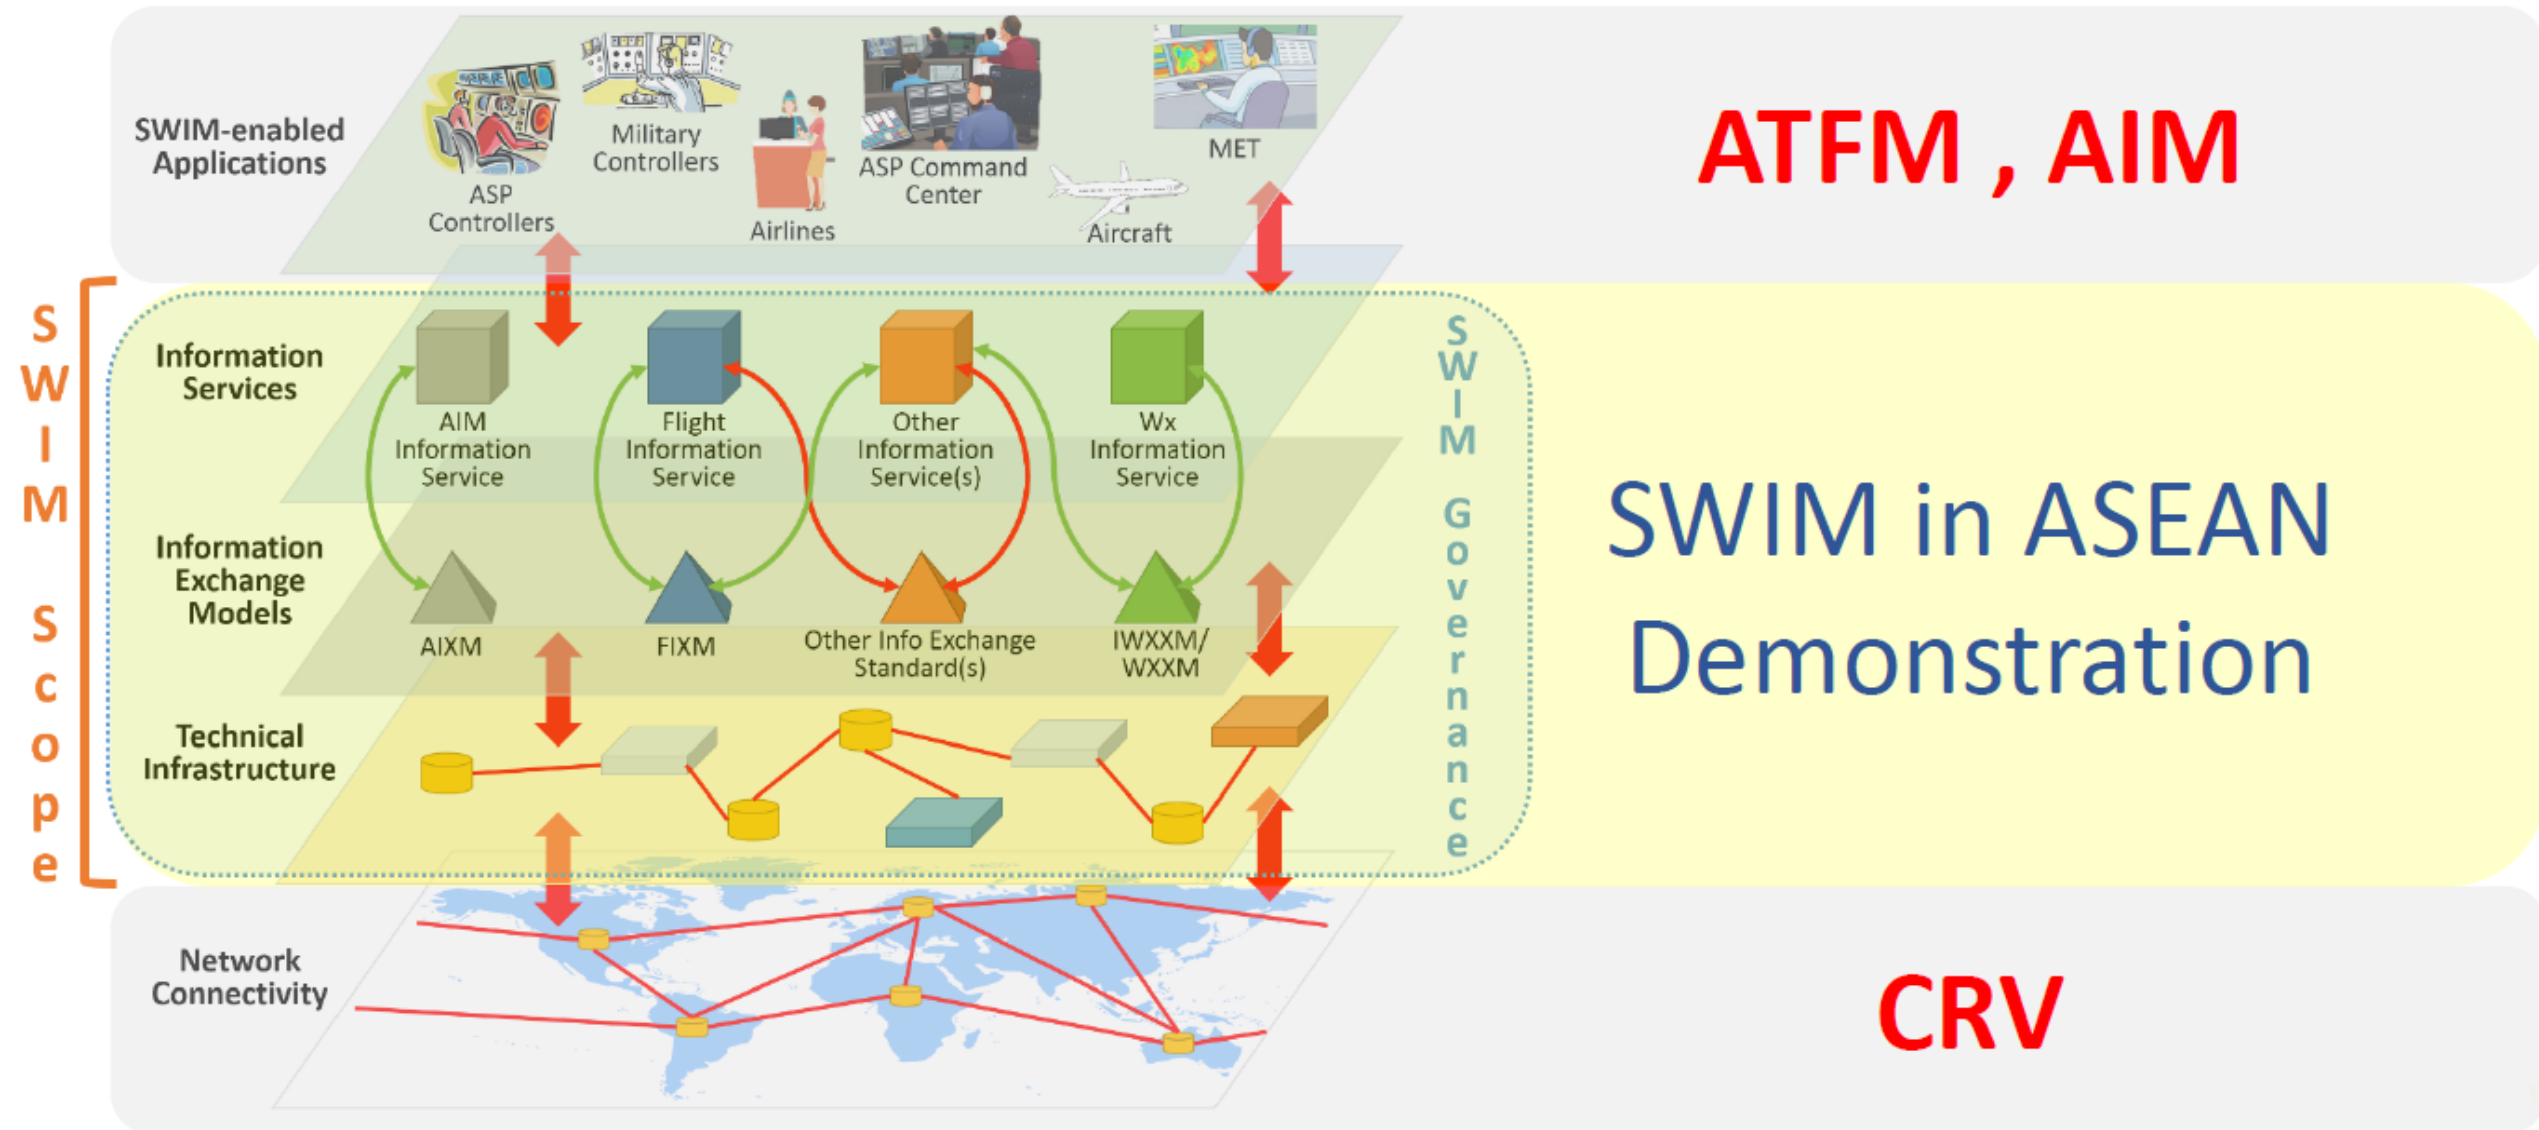 SWIM-enabled
Applications
ASP
Controllers
Military
Controllers
Airlines
ASP Command
Center
Aircraft
MET
ATFM , AIM
SWIM Scope
Information
Services
AIM
Information
Service
Flight
Information
Service
Other
Information
Service(s)
Wx
Information
Service
Information
Exchange
Models
AIXM
FIXM
Other Info Exchange
Standard(s)
IWXXM/
WXXM
Technical
Infrastructure
SWIM Governance
SWIM in ASEAN
Demonstration
Network
Connectivity
CRV